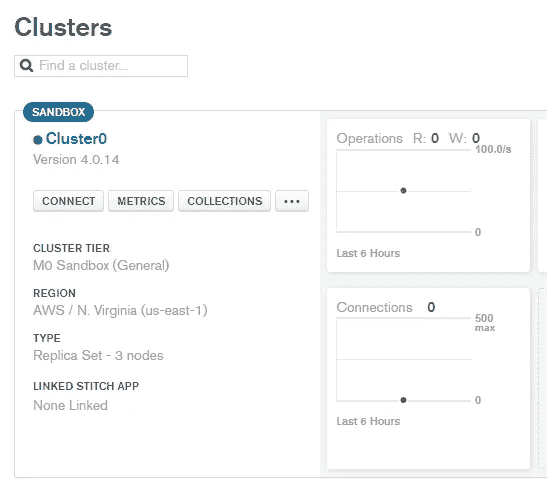 Clusters
Find a cluster...
SANDBOX
Cluster0
Version 4.0.14
CONNECT METRICS COLLECTIONS ...
CLUSTER TIER
M0 Sandbox (General)
REGION
AWS / N. Virginia (us-east-1)
TYPE
Replica Set - 3 nodes
LINKED STITCH APP
None Linked
Operations R: 0 W: 0
100.0/s
0
Last 6 Hours
Connections 0
500
max
0
Last 6 Hours